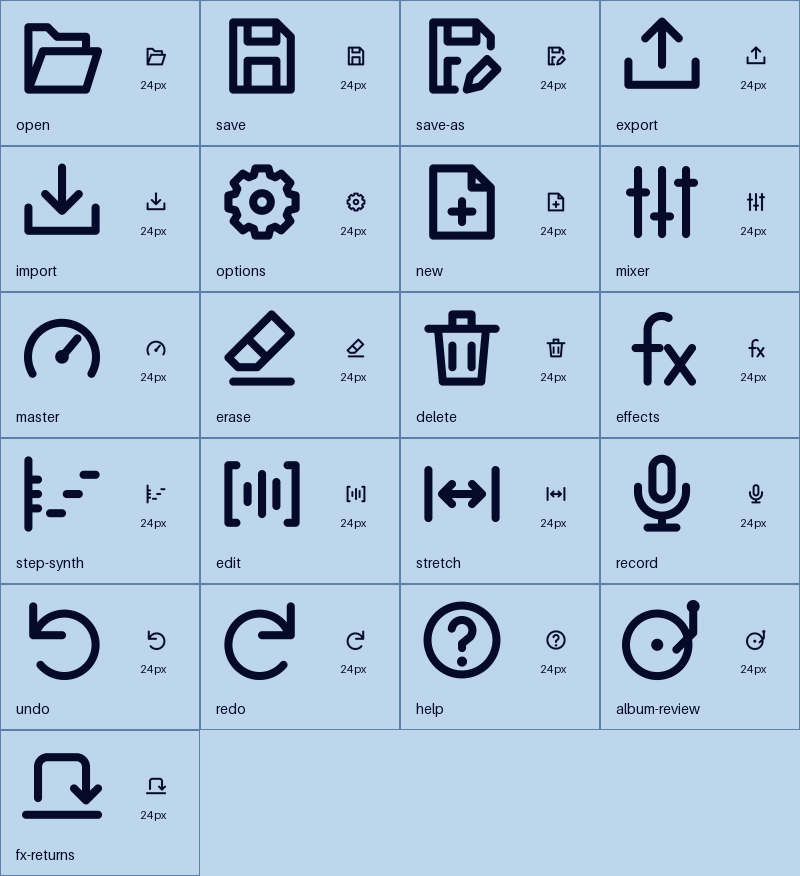 24px 24px 24px 24px
open save save-as export
24px 24px 24px 24px
import options new mixer
24px 24px 24px 24px
master erase delete effects
24px 24px 24px 24px
step-synth edit stretch record
24px 24px 24px 24px
undo redo help album-review
24px
fx-returns